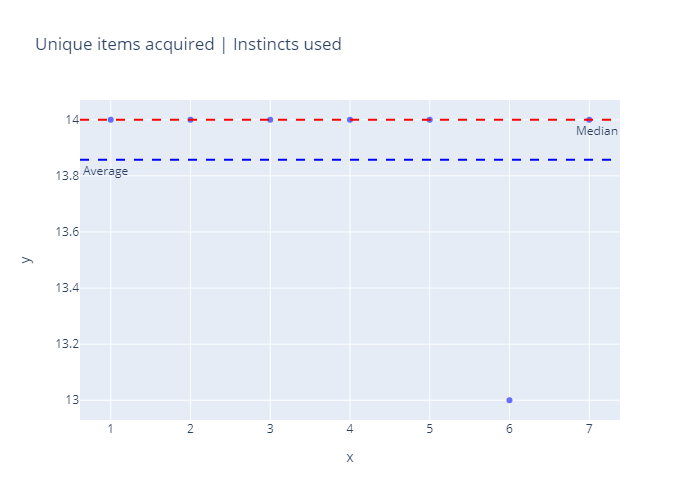 Unique items acquired | Instincts used
14
Median
Average
13.8
13.6
13.4
13.2
13
y
1 2 3 4 5 6 7
x